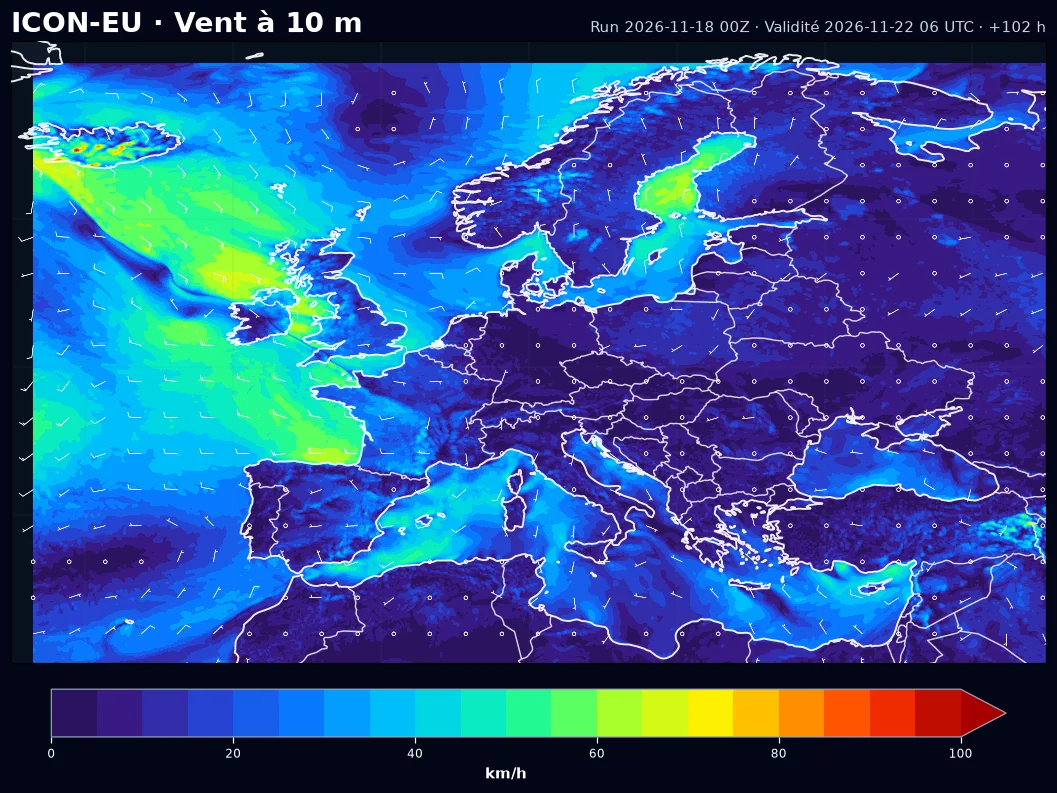 ICON-EU · Vent à 10 m
Run 2026-11-18 00Z · Validité 2026-11-22 06 UTC · +102 h
0 20 40 60 80 100
km/h